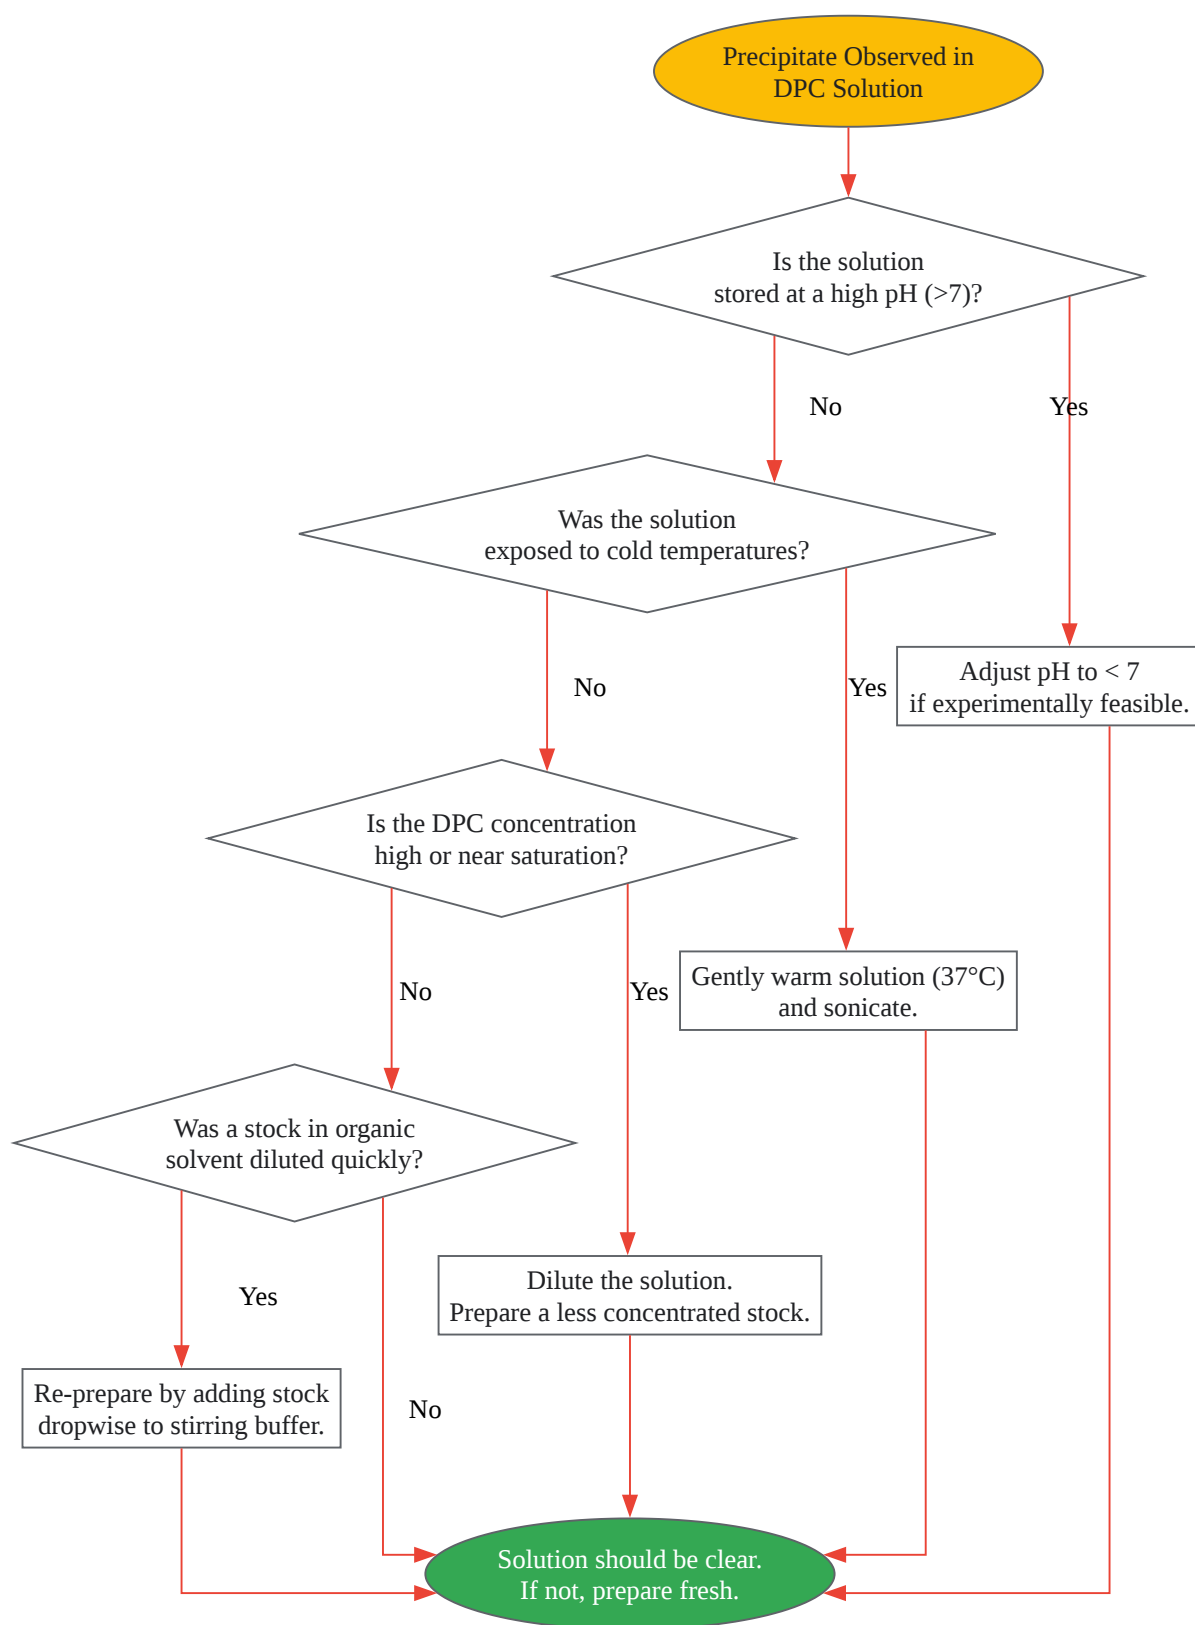 Precipitate Observed in
DPC Solution
Is the solution
stored at a high pH (>7)?
No
Yes
Was the solution
exposed to cold temperatures?
No
Yes
Adjust pH to < 7
if experimentally feasible.
Is the DPC concentration
high or near saturation?
No
Yes
Gently warm solution (37°C)
and sonicate.
Was a stock in organic
solvent diluted quickly?
Yes
No
Dilute the solution.
Prepare a less concentrated stock.
Re-prepare by adding stock
dropwise to stirring buffer.
Solution should be clear.
If not, prepare fresh.